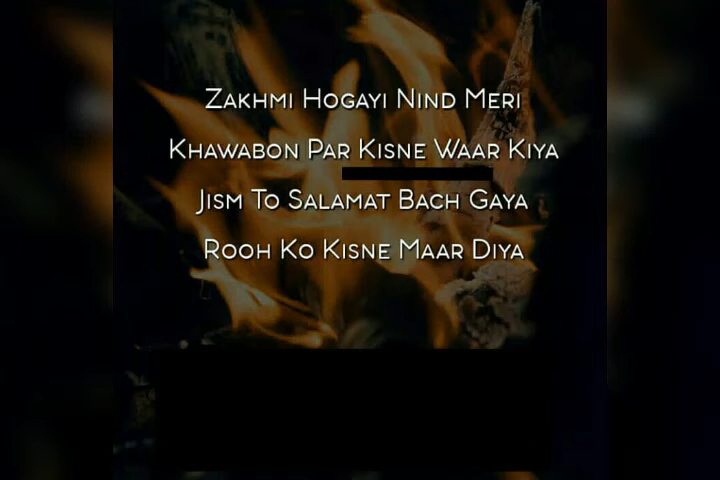 Zakhmi Hogayi Nind Meri
Khawabon Par Kisne Waar Kiya
Jism To Salamat Bach Gaya
Rooh Ko Kisne Maar Diya